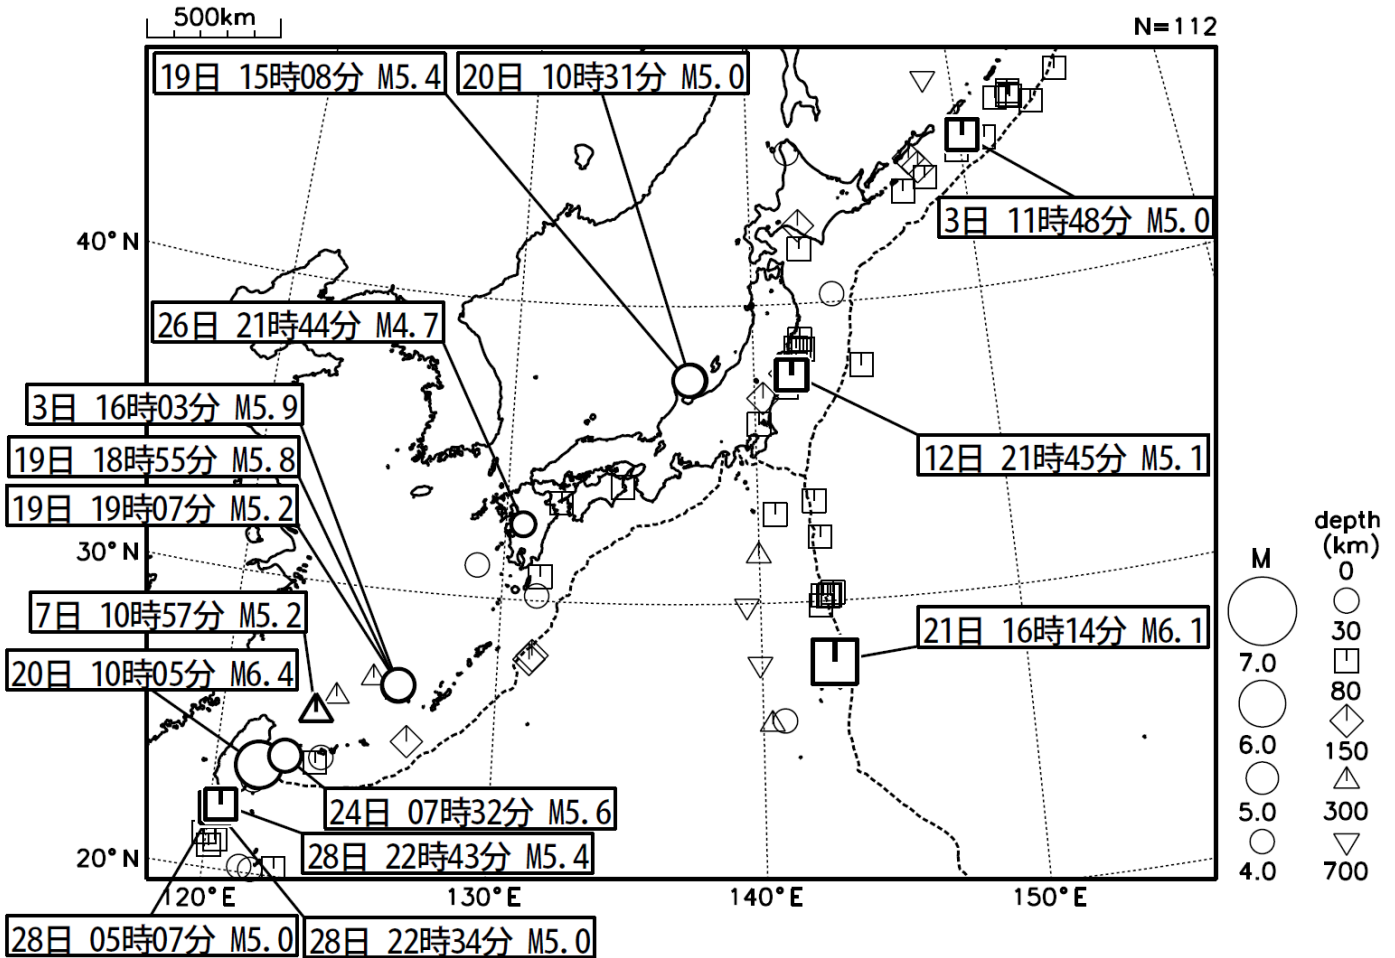 500km
N=112
19日 15時08分 M5.4
20日 10時31分 M5.0
3日 11時48分 M5.0
40°N
26日 21時44分 M4.7
3日 16時03分 M5.9
19日 18時55分 M5.8
12日 21時45分 M5.1
19日 19時07分 M5.2
30°N
7日 10時57分 M5.2
21日 16時14分 M6.1
20日 10時05分 M6.4
24日 07時32分 M5.6
28日 22時43分 M5.4
20°N
120°E
130°E
140°E
150°E
28日 05時07分 M5.0
28日 22時34分 M5.0
M
7.0
6.0
5.0
4.0
depth
(km)
0
30
80
150
300
700